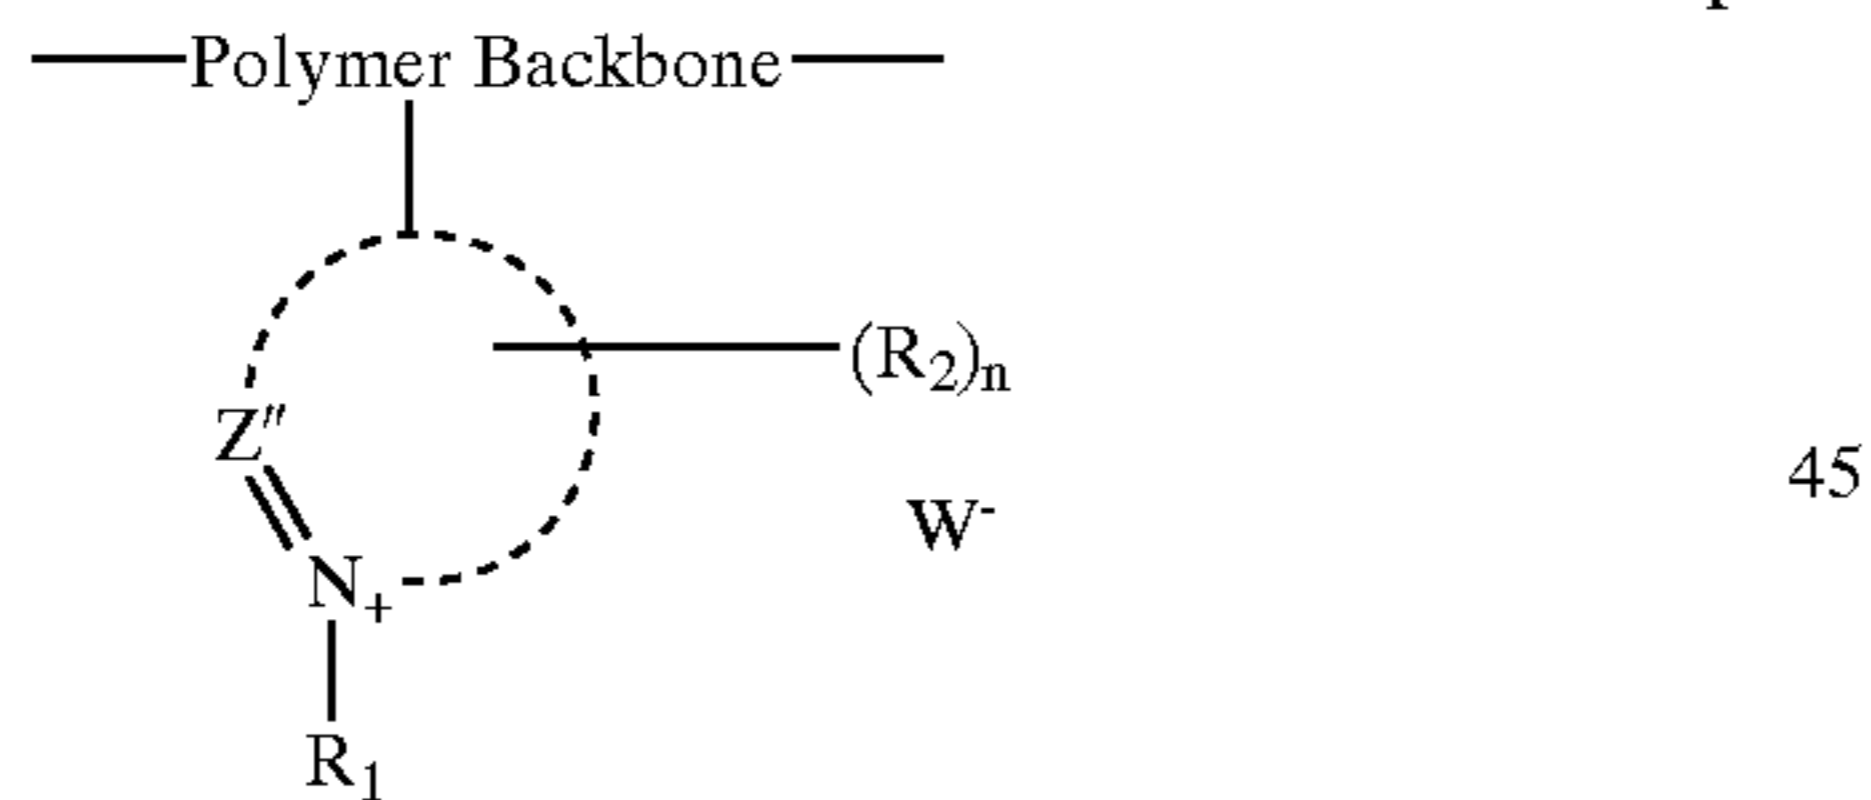 Polymer Backbone
(R₂)ₙ
Z″
45
W⁻
N₊
R₁